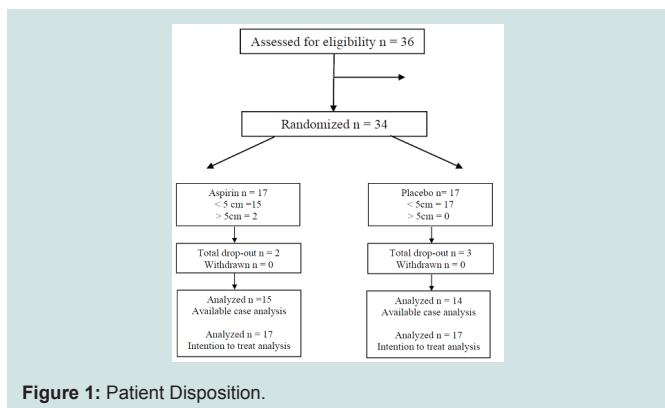 Assessed for eligibility n = 36
Randomized n = 34
Aspirin n = 17
< 5 cm =15
> 5cm = 2
Placebo n= 17
< 5cm = 17
> 5cm = 0
Total drop-out n = 2
Withdrawn n = 0
Total drop-out n = 3
Withdrawn n = 0
Analyzed n =15
Available case analysis
Analyzed n = 17
Intention to treat analysis
Analyzed n = 14
Available case analysis
Analyzed n = 17
Intention to treat analysis
Figure 1: Patient Disposition.